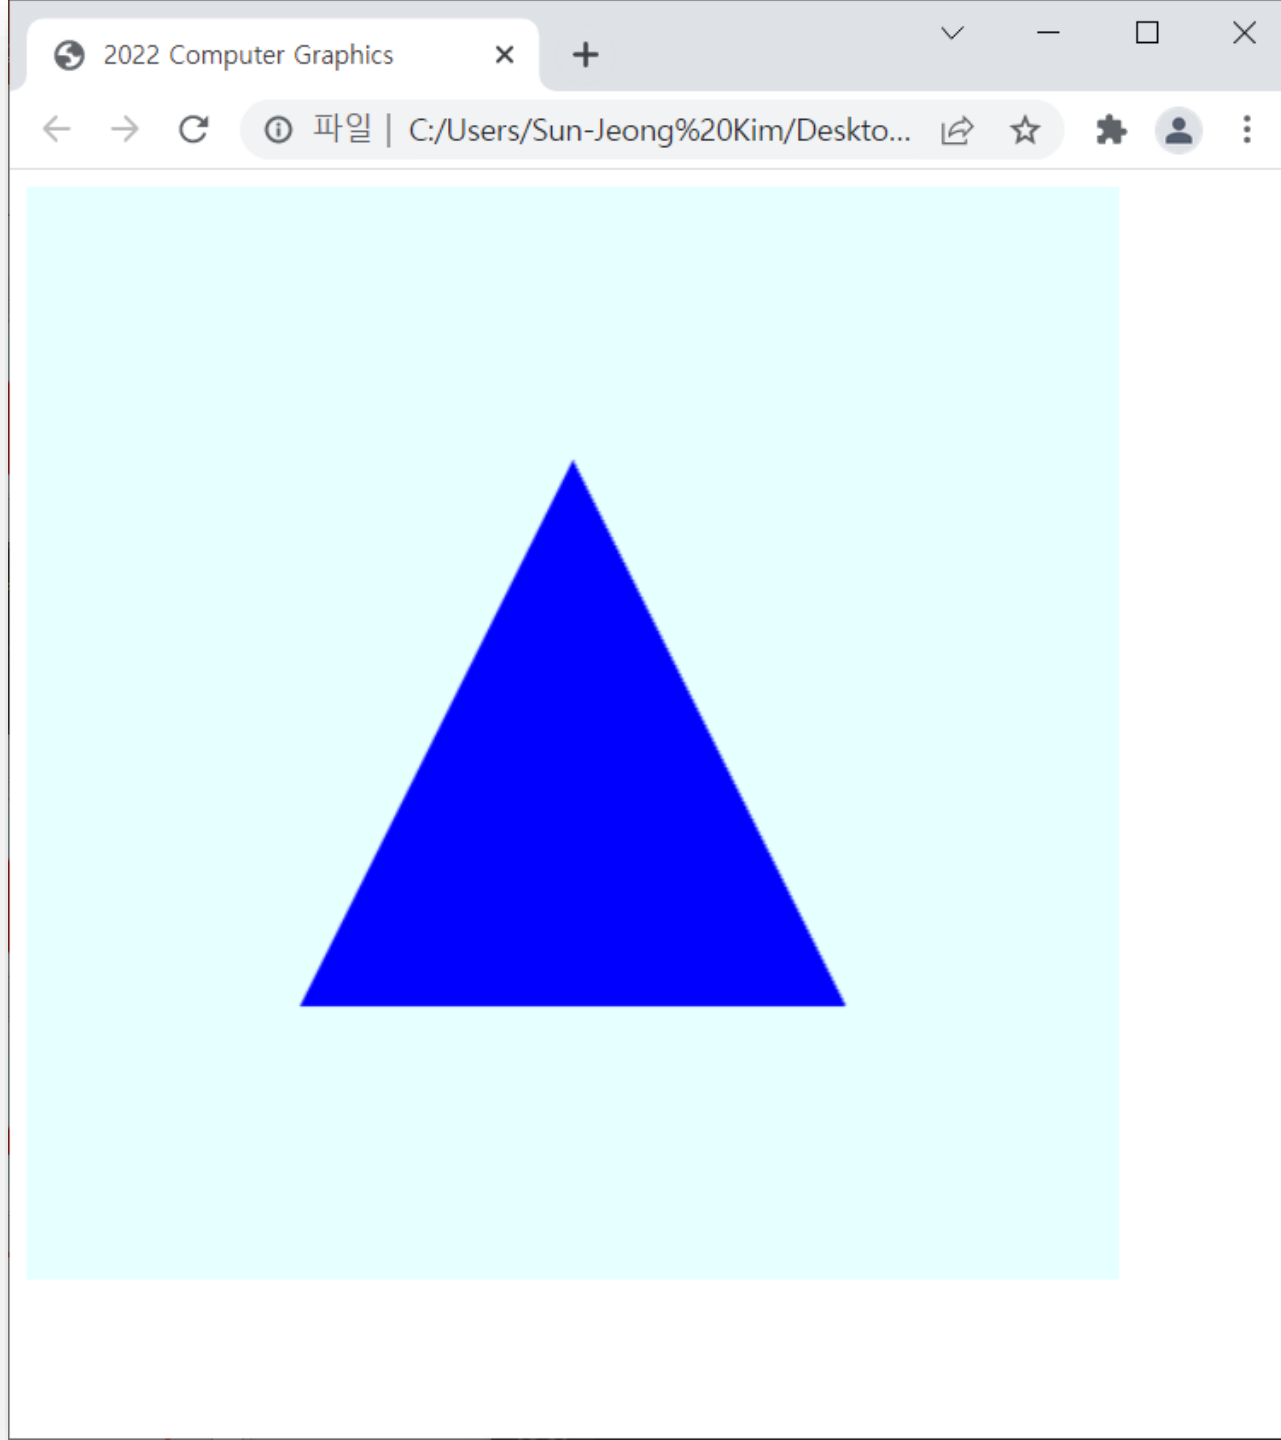 2022 Computer Graphics
파일 | C:/Users/Sun-Jeong%20Kim/Deskto...